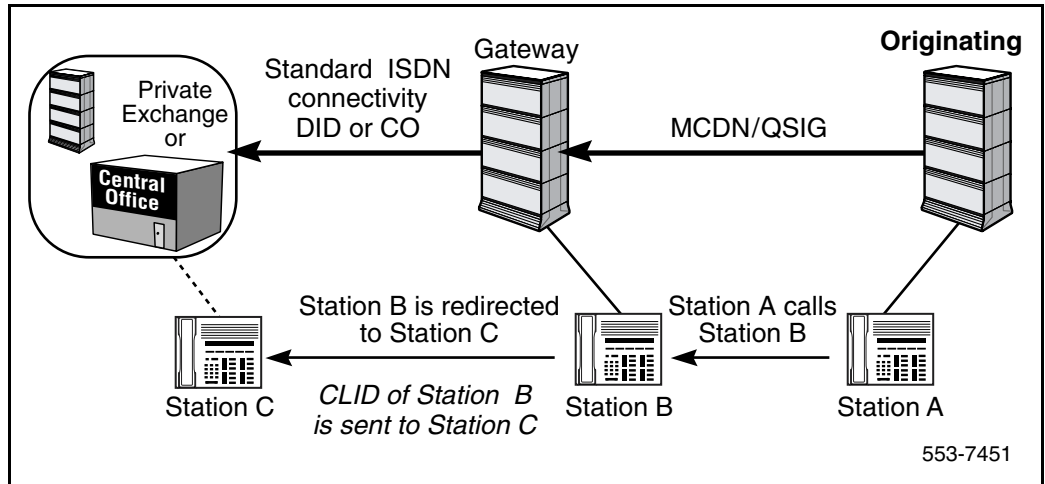 Originating
Gateway
Standard ISDN
connectivity
DID or CO
MCDN/QSIG
Private
Exchange
or
Central
Office
Station B is redirected
to Station C
Station A calls
Station B
CLID of Station B
is sent to Station C
Station C
Station B
Station A
553-7451